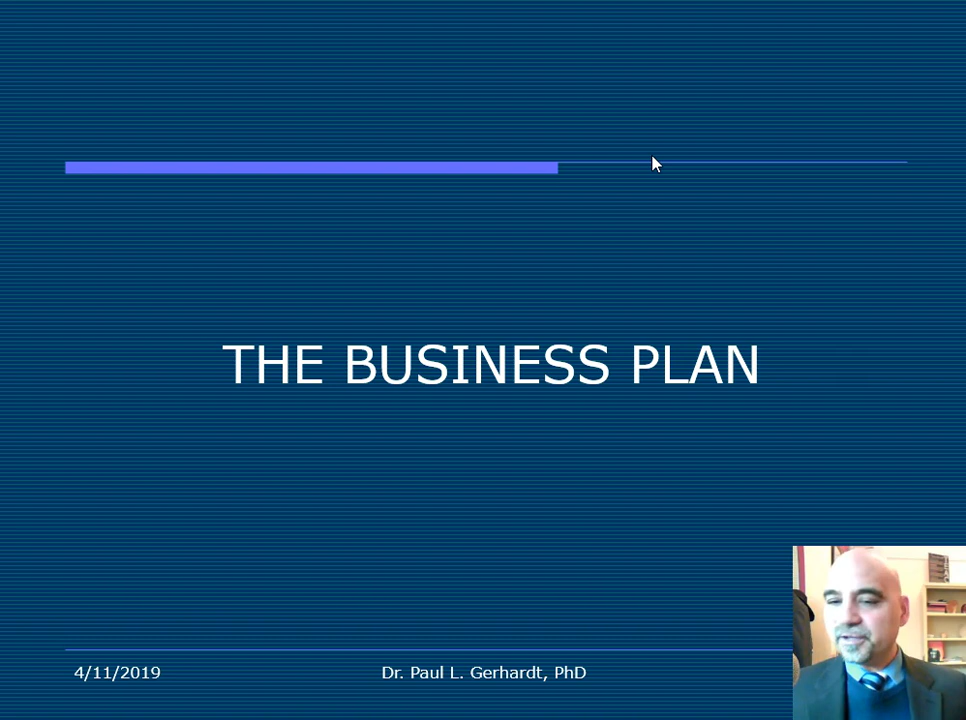 THE BUSINESS PLAN
4/11/2019
Dr. Paul L. Gerhardt, PhD